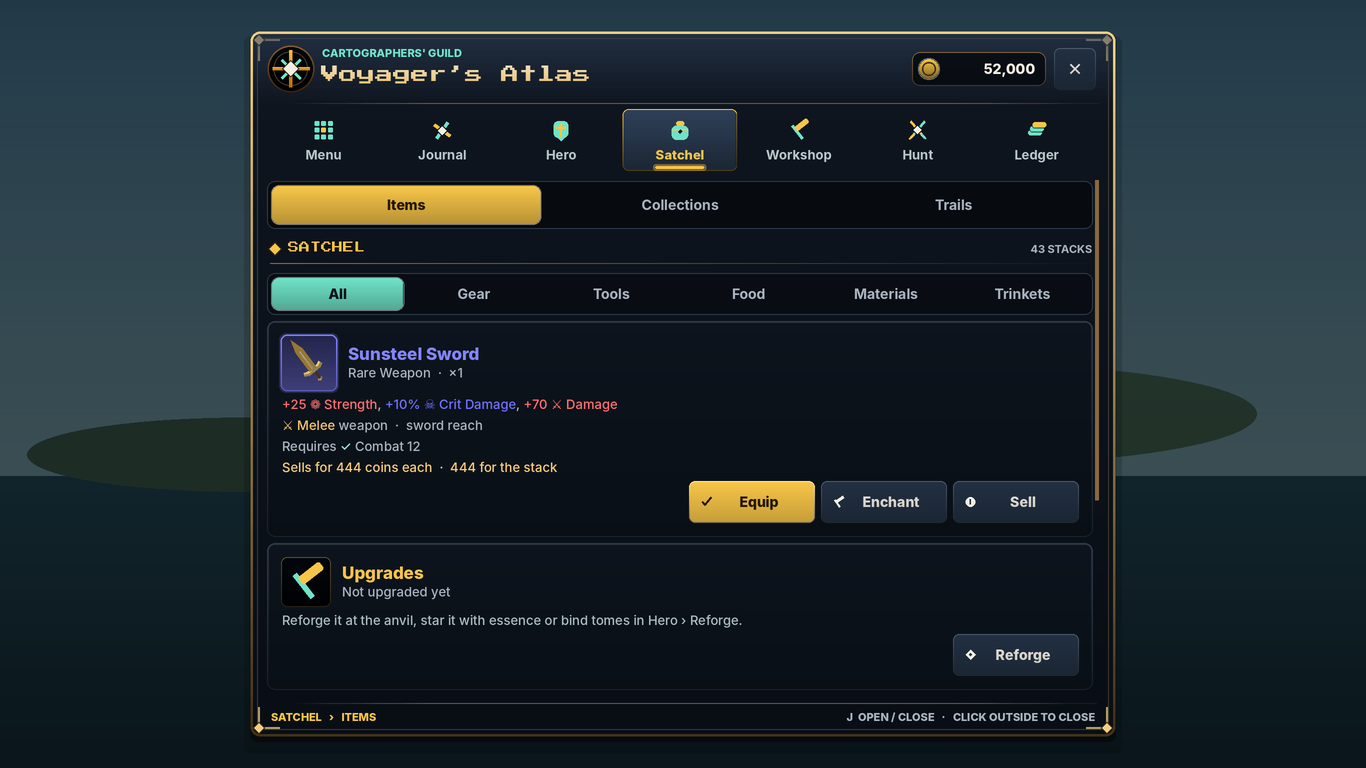 CARTOGRAPHERS' GUILD
Voyager's Atlas
52,000
Menu
Journal
Hero
Satchel
Workshop
Hunt
Ledger
Items
Collections
Trails
SATCHEL
43 STACKS
All
Gear
Tools
Food
Materials
Trinkets
Sunsteel Sword
Rare Weapon · ×1
+25 Strength, +10% Crit Damage, +70 Damage
Melee weapon · sword reach
Requires ✓ Combat 12
Sells for 444 coins each · 444 for the stack
Equip
Enchant
Sell
Upgrades
Not upgraded yet
Reforge it at the anvil, star it with essence or bind tomes in Hero › Reforge.
Reforge
SATCHEL › ITEMS
J OPEN / CLOSE · CLICK OUTSIDE TO CLOSE